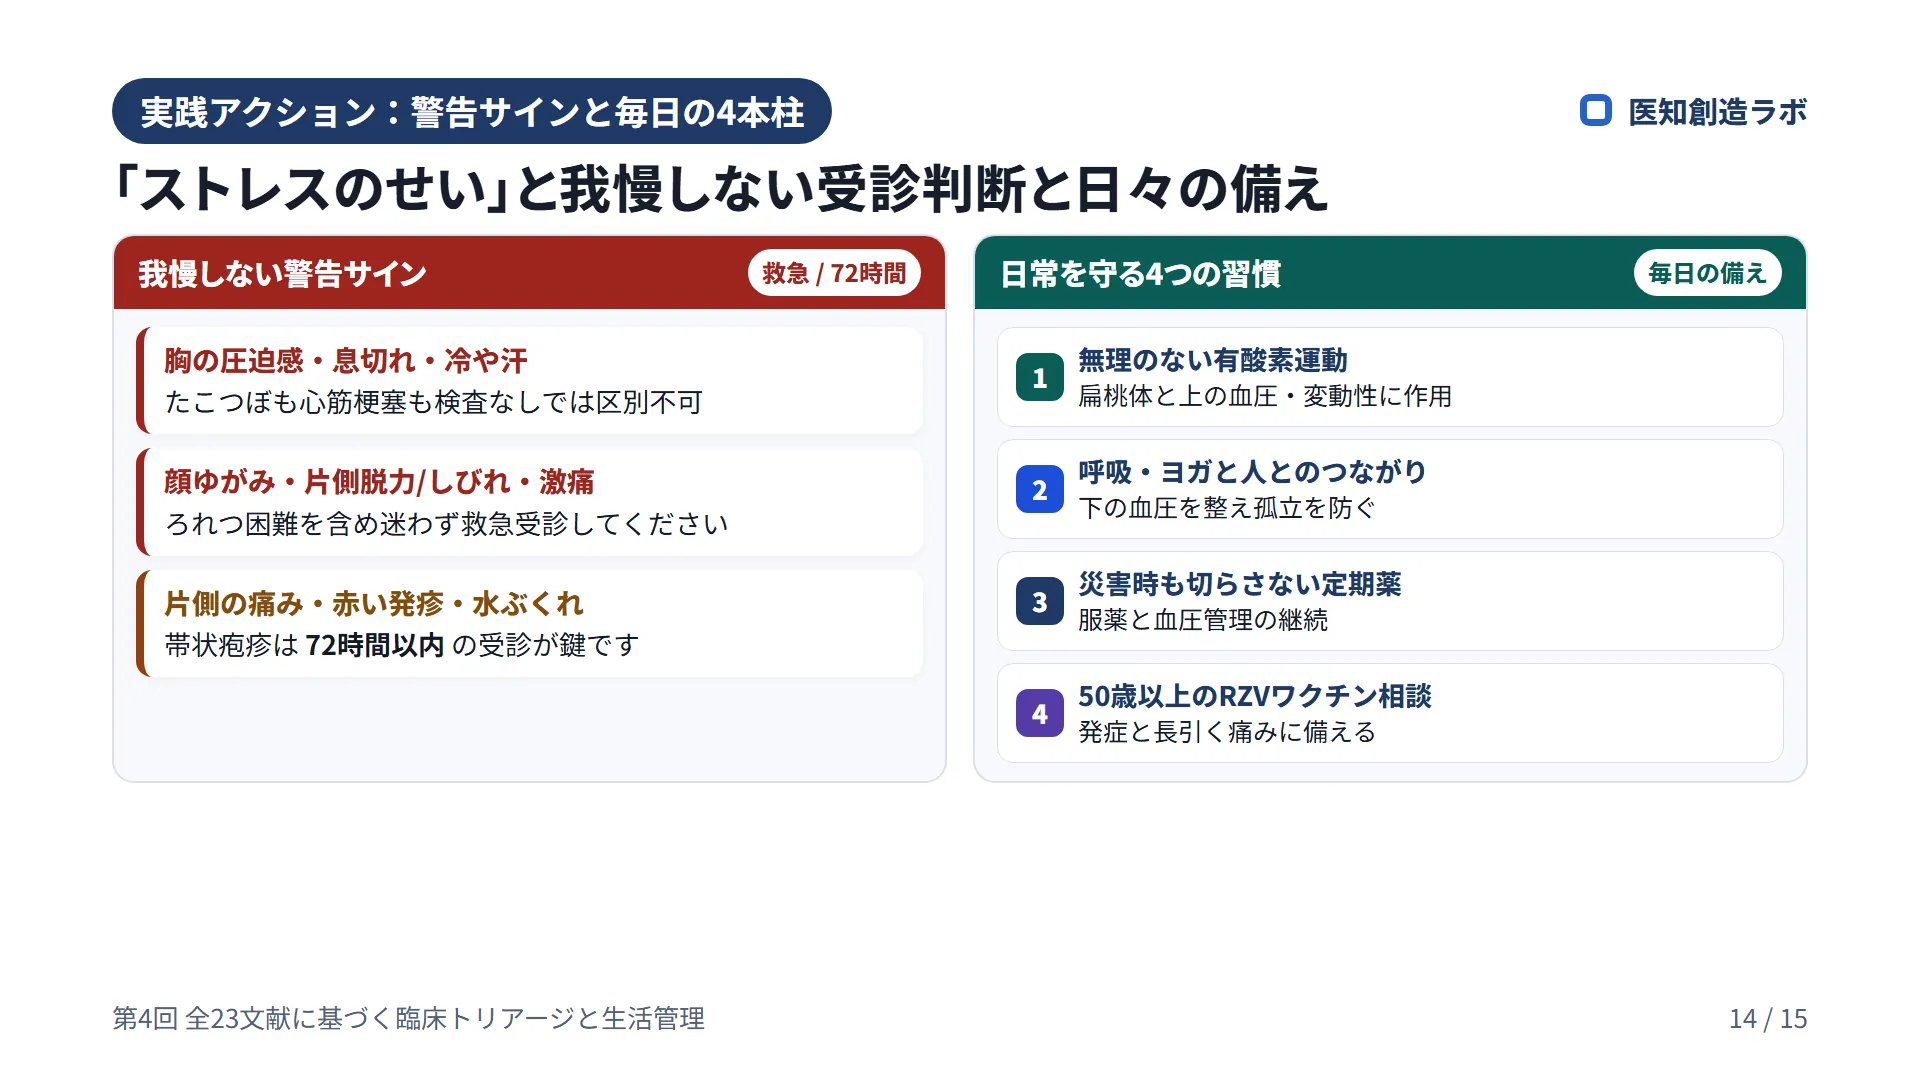 実践アクション：警告サインと毎日の4本柱
医知創造ラボ
「ストレスのせい」と我慢しない受診判断と日々の備え
我慢しない警告サイン
救急 / 72時間
胸の圧迫感・息切れ・冷や汗
たこつぼも心筋梗塞も検査なしでは区別不可
顔ゆがみ・片側脱力/しびれ・激痛
ろれつ困難を含め迷わず救急受診してください
片側の痛み・赤い発疹・水ぶくれ
帯状疱疹は 72時間以内 の受診が鍵です
日常を守る4つの習慣
毎日の備え
1
無理のない有酸素運動
扁桃体と上の血圧・変動性に作用
2
呼吸・ヨガと人とのつながり
下の血圧を整え孤立を防ぐ
3
災害時も切らさない定期薬
服薬と血圧管理の継続
4
50歳以上のRZVワクチン相談
発症と長引く痛みに備える
第4回 全23文献に基づく臨床トリアージと生活管理
14 / 15